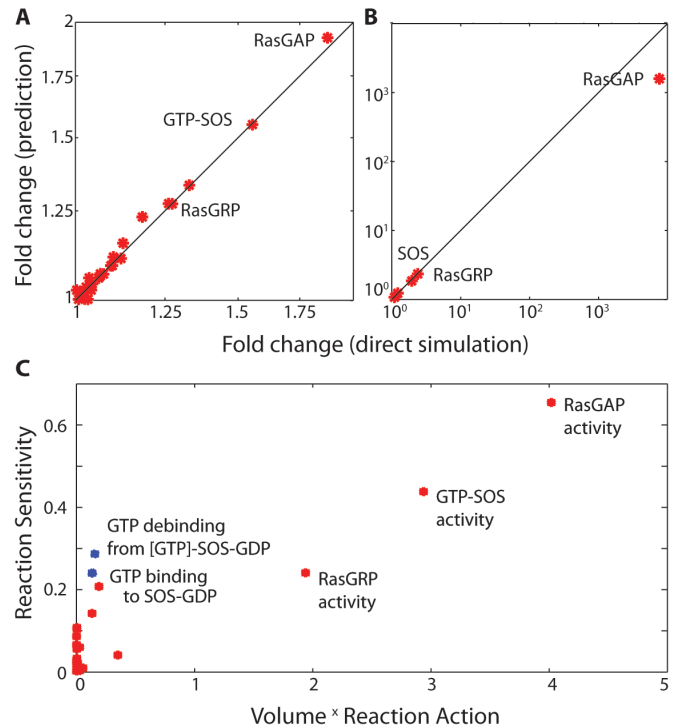 A
B
2
1.75
1.5
1.25
1
RasGAP
GTP-SOS
RasGRP
1
1.25
1.5
1.75
10³
10²
10¹
10⁰
RasGAP
SOS
RasGRP
10⁰
10¹
10²
10³
Fold change (prediction)
Fold change (direct simulation)
C
0.6
0.4
0.2
0
RasGAP
activity
GTP-SOS
activity
GTP debinding
from [GTP]-SOS-GDP
GTP binding
to SOS-GDP
RasGRP
activity
0
1
2
3
4
5
Reaction Sensitivity
Volume x Reaction Action